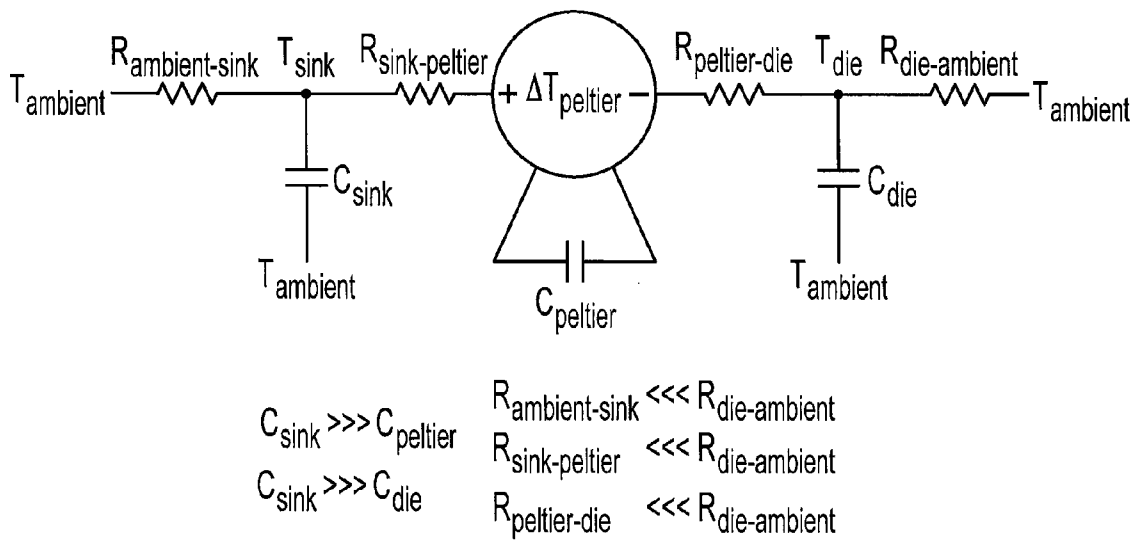 R_ambient-sink T_sink R_sink-peltier R_peltier-die T_die R_die-ambient
T_ambient + ΔT_peltier − T_ambient
C_sink C_die
T_ambient T_ambient
C_peltier
C_sink >>> C_peltier
C_sink >>> C_die
R_ambient-sink <<< R_die-ambient
R_sink-peltier <<< R_die-ambient
R_peltier-die <<< R_die-ambient